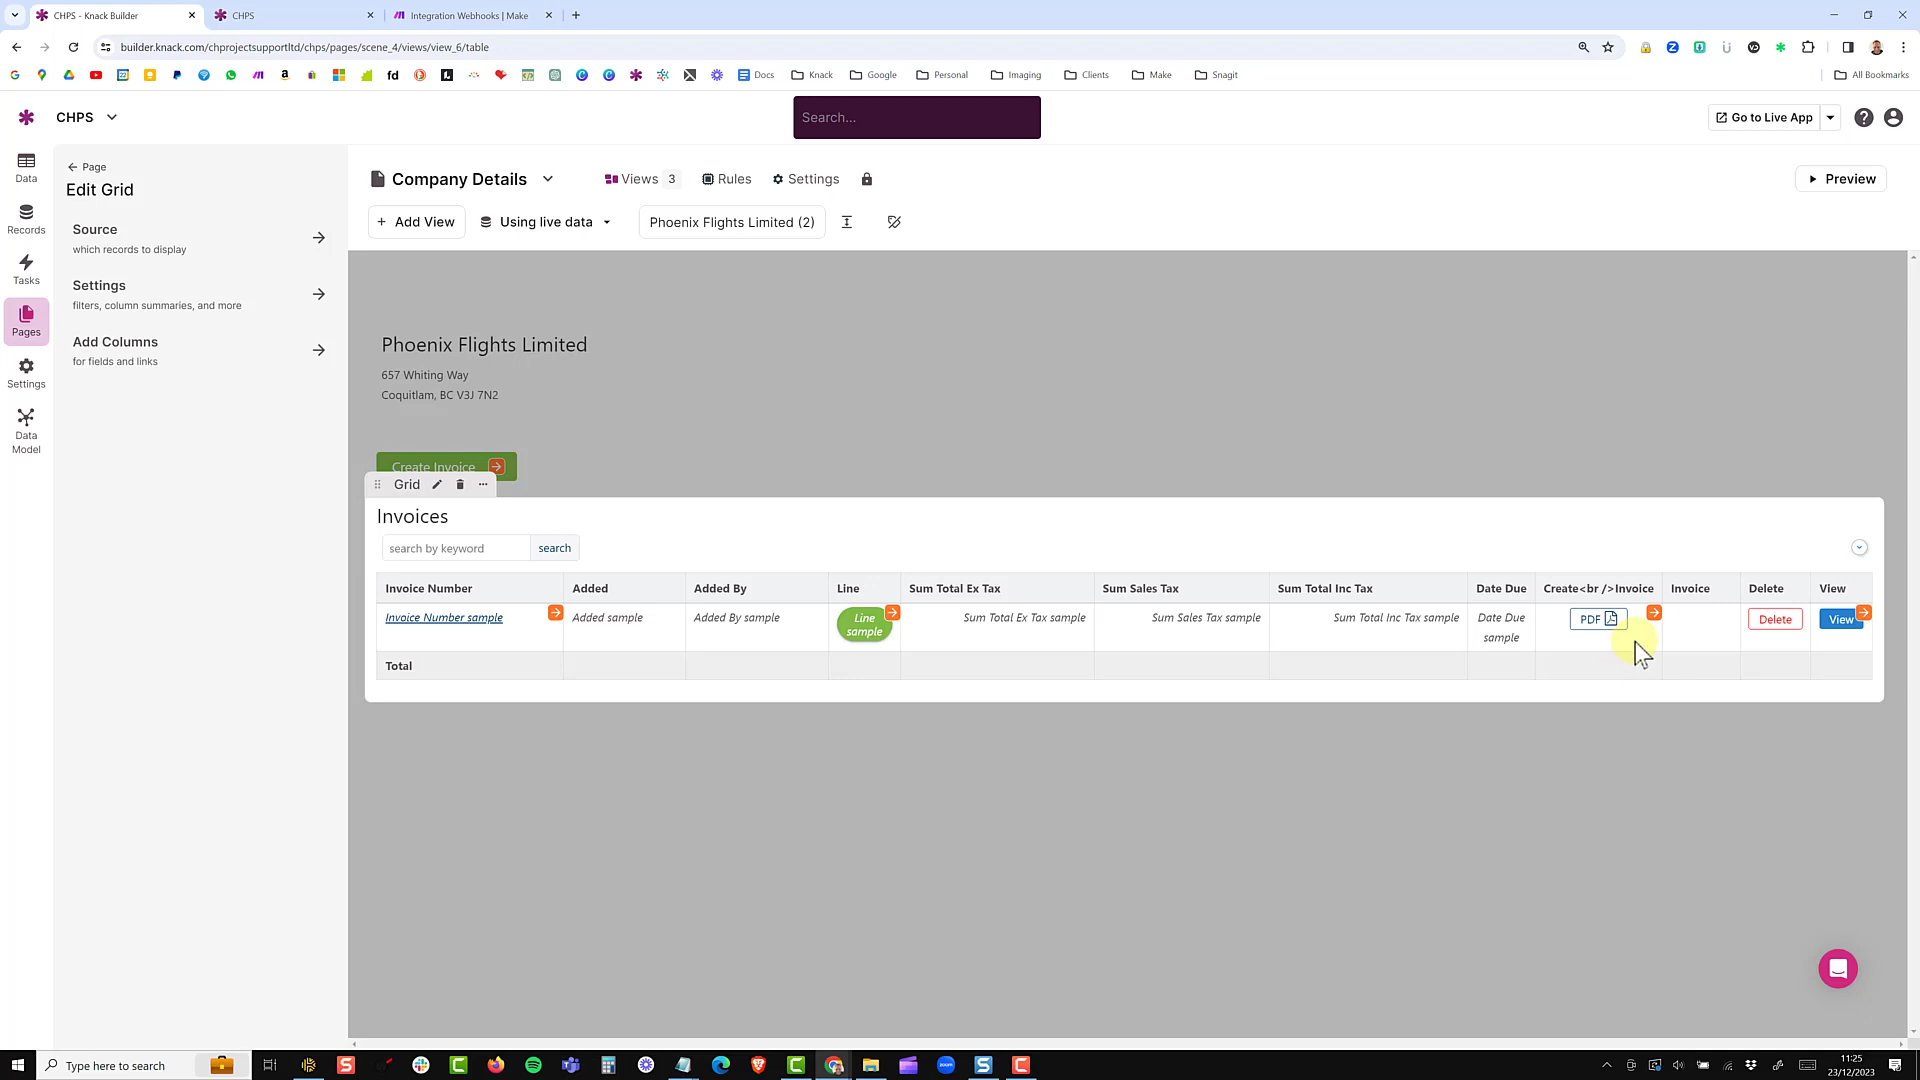 CHPS - Knack Builder
CHPS
Integration Webhooks | Make
builder.knack.com/chprojectsupportltd/chps/pages/scene_4/views/view_6/table
fd
Docs
Knack
Google
Personal
Imaging
Clients
Make
Snagit
All Bookmarks
CHPS
Search...
Go to Live App
Data
Records
Tasks
Pages
Settings
Data
Model
Page
Edit Grid
Source
which records to display
Settings
filters, column summaries, and more
Add Columns
for fields and links
Company Details
Views 3
Rules
Settings
Preview
+ Add View
Using live data
Phoenix Flights Limited (2)
Phoenix Flights Limited
657 Whiting Way
Coquitlam, BC V3J 7N2
Create Invoice
Grid
Invoices
search by keyword
search
Invoice Number Added Added By Line Sum Total Ex Tax Sum Sales Tax Sum Total Inc Tax Date Due Create<br />Invoice Invoice Delete View
Invoice Number sample Added sample Added By sample Line sample Sum Total Ex Tax sample Sum Sales Tax sample Sum Total Inc Tax sample Date Due sample PDF Delete View
Total
Type here to search
11:25
23/12/2023